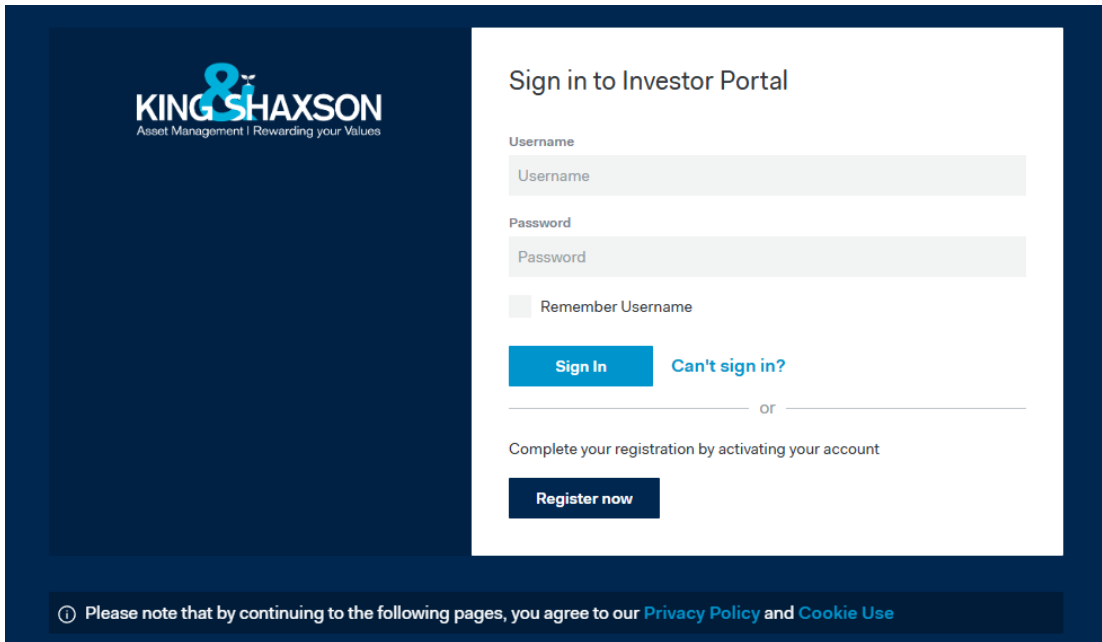 KING&SHAXSON
Asset Management | Rewarding your Values
Sign in to Investor Portal
Username
Username
Password
Password
Remember Username
Sign In Can't sign in?
or
Complete your registration by activating your account
Register now
Please note that by continuing to the following pages, you agree to our Privacy Policy and Cookie Use